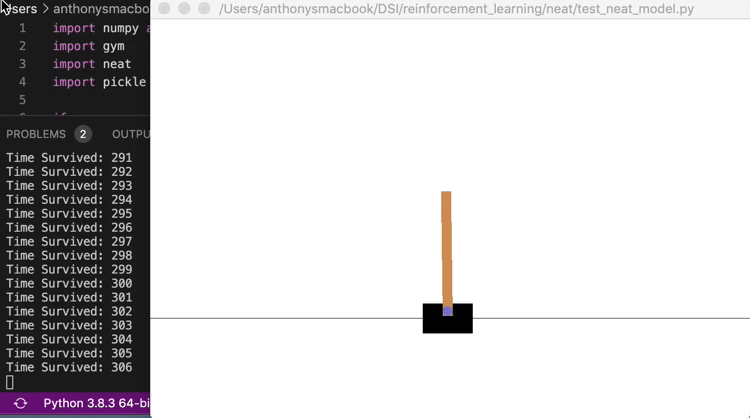 /Users/anthonysmacbook/DSI/reinforcement_learning/neat/test_neat_model.py
sers > anthonysmacbo
1 import numpy a
2 import gym
3 import neat
4 import pickle
5
PROBLEMS 2 OUTPU
Time Survived: 291
Time Survived: 292
Time Survived: 293
Time Survived: 294
Time Survived: 295
Time Survived: 296
Time Survived: 297
Time Survived: 298
Time Survived: 299
Time Survived: 300
Time Survived: 301
Time Survived: 302
Time Survived: 303
Time Survived: 304
Time Survived: 305
Time Survived: 306
Python 3.8.3 64-bi